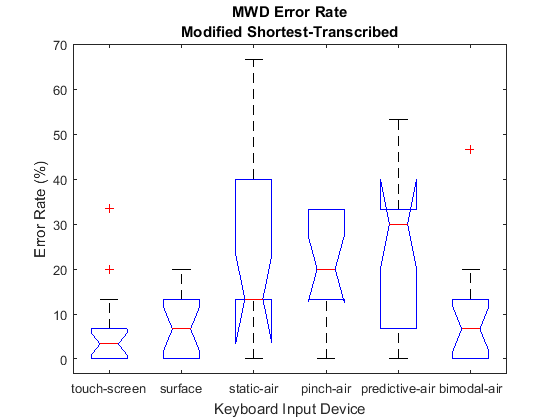 MWD Error Rate
Modified Shortest-Transcribed
70
60
50
40
30
20
10
0
Error Rate (%)
touch-screen surface static-air pinch-air predictive-air bimodal-air
Keyboard Input Device